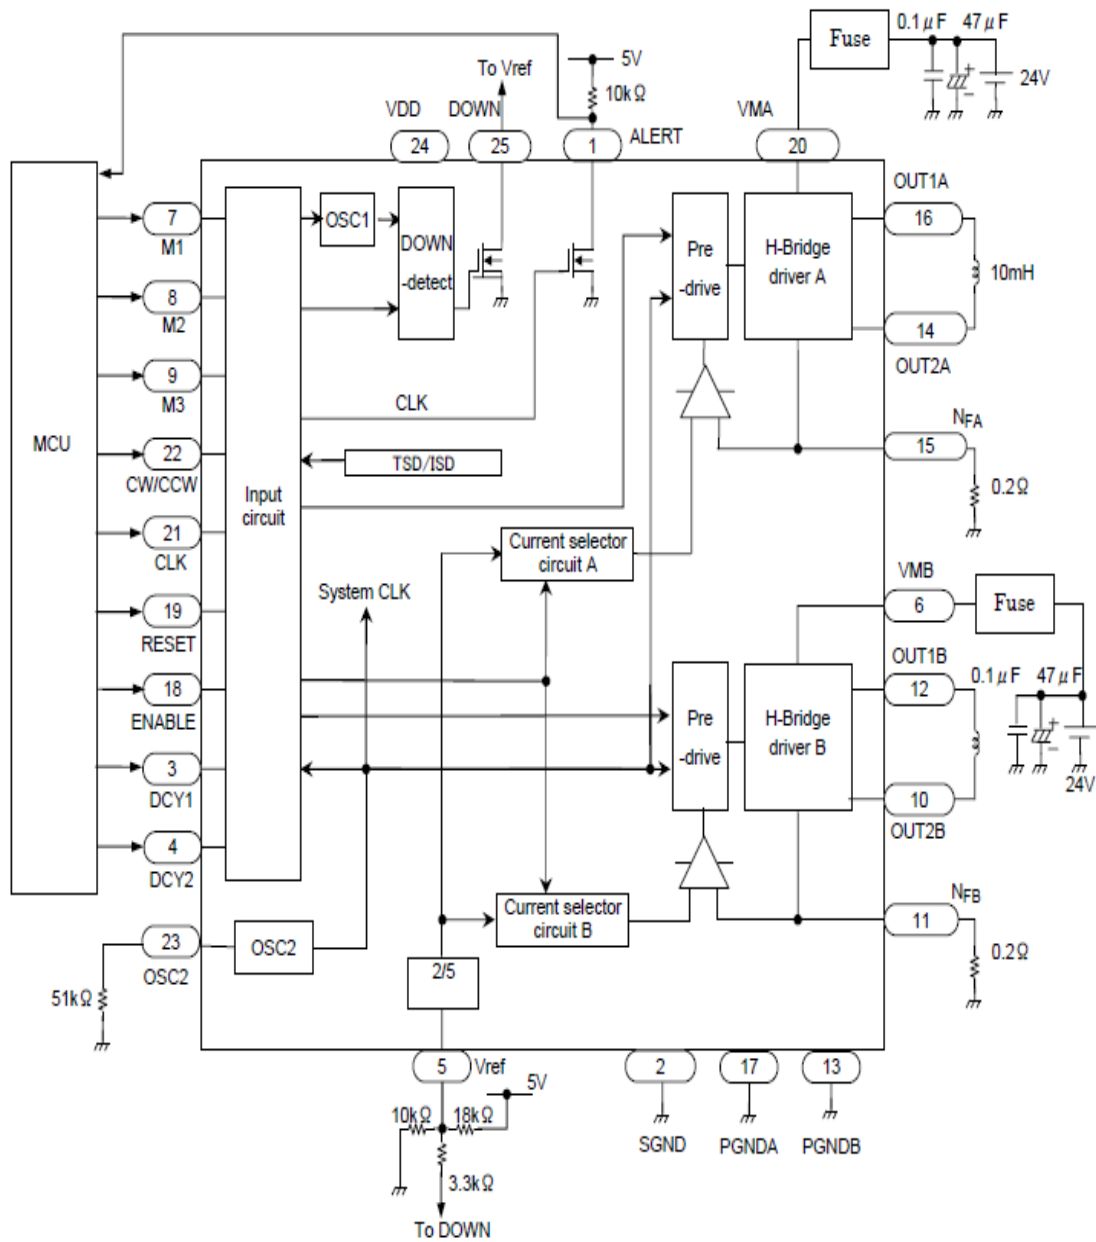 0.1μF 47μF
Fuse
5V
To Vref
24V
10kΩ
VDD DOWN
VMA
ALERT
24
25
1
20
OUT1A
7
M1
OSC1
DOWN
-detect
Pre
-drive
H-Bridge
driver A
16
10mH
8
M2
14
OUT2A
9
M3
CLK
NFA
MCU
22
CW/CCW
TSD/ISD
15
0.2Ω
Input
circuit
21
CLK
Current selector
circuit A
VMB
System CLK
6
Fuse
19
RESET
OUT1B
0.1μF 47μF
18
ENABLE
12
Pre
-drive
H-Bridge
driver B
3
DCY1
24V
10
OUT2B
4
DCY2
NFB
Current selector
circuit B
11
23
OSC2
OSC2
0.2Ω
2/5
51kΩ
5
Vref
2
17
13
5V
10kΩ 18kΩ
SGND
PGNDA
PGNDB
3.3kΩ
To DOWN